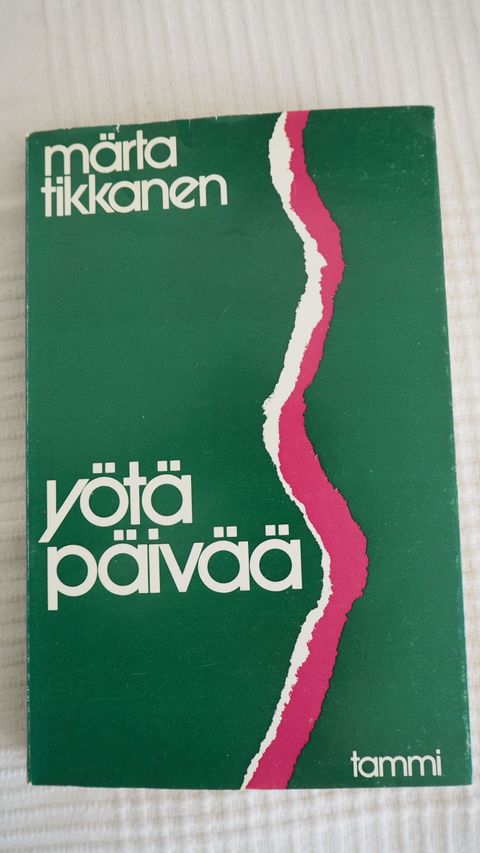 märta
tikkanen
yötä
päivää
tammi